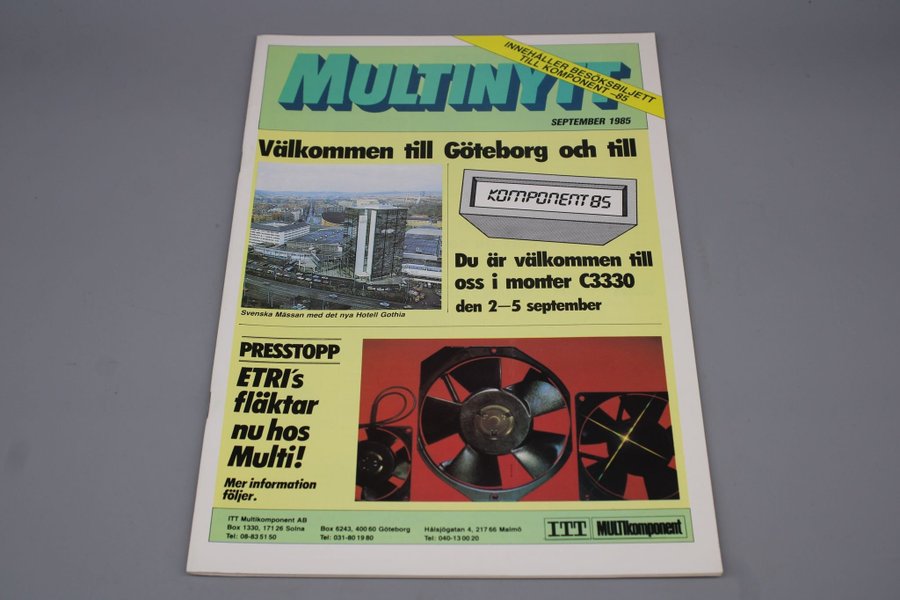 MULTINYTT
INNEHÅLLER BESÖKSBILJETT
TILL KOMPONENT -85
SEPTEMBER 1985
Välkommen till Göteborg och till
KOMPONENT 85
Du är välkommen till
oss i monter C3330
den 2—5 september
Svenska Mässan med det nya Hotell Gothia
PRESSTOPP
ETRI's
fläktar
nu hos
Multi!
Mer information
följer.
ITT Multikomponent AB
Box 1330, 171 26 Solna
Tel: 08-83 51 50
Box 6243, 400 60 Göteborg
Tel: 031-80 19 80
Hälsjögatan 4, 217 66 Malmö
Tel: 040-13 00 20
ITT MULTIkomponent